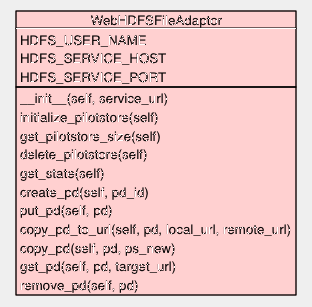 WebHDFSFileAdaptor
HDFS_USER_NAME
HDFS_SERVICE_HOST
HDFS_SERVICE_PORT
__init__(self, service_url)
initialize_pilotstore(self)
get_pilotstore_size(self)
delete_pilotstore(self)
get_state(self)
create_pd(self, pd_id)
put_pd(self, pd)
copy_pd_to_url(self, pd, local_url, remote_url)
copy_pd(self, pd, ps_new)
get_pd(self, pd, target_url)
remove_pd(self, pd)